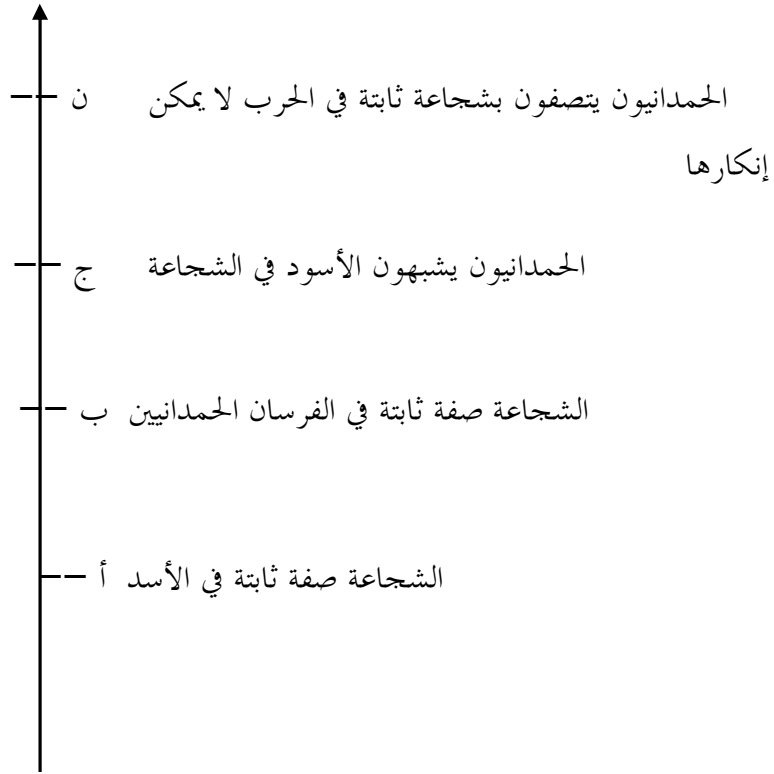 ن الحمدانيون يتصفون بشجاعة ثابتة في الحرب لا يمكن
إنكارها
ج الحمدانيون يشبهون الأسود في الشجاعة
ب الشجاعة صفة ثابتة في الفرسان الحمدانيين
أ الشجاعة صفة ثابتة في الأسد